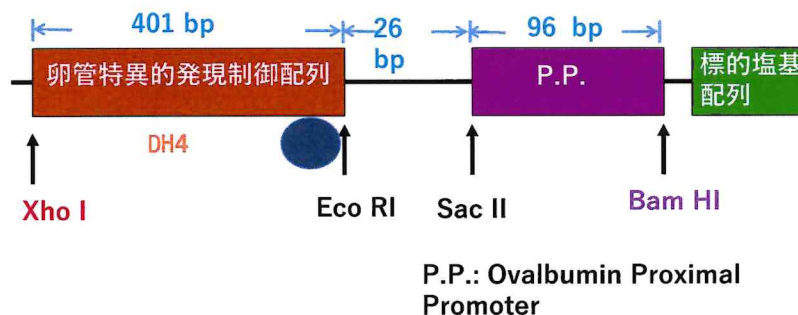 401 bp
26
bp
96 bp
卵管特異的発現制御配列
P.P.
標的塩基
配列
DH4
Xho I
Eco RI
Sac II
Bam HI
P.P.: Ovalbumin Proximal
Promoter